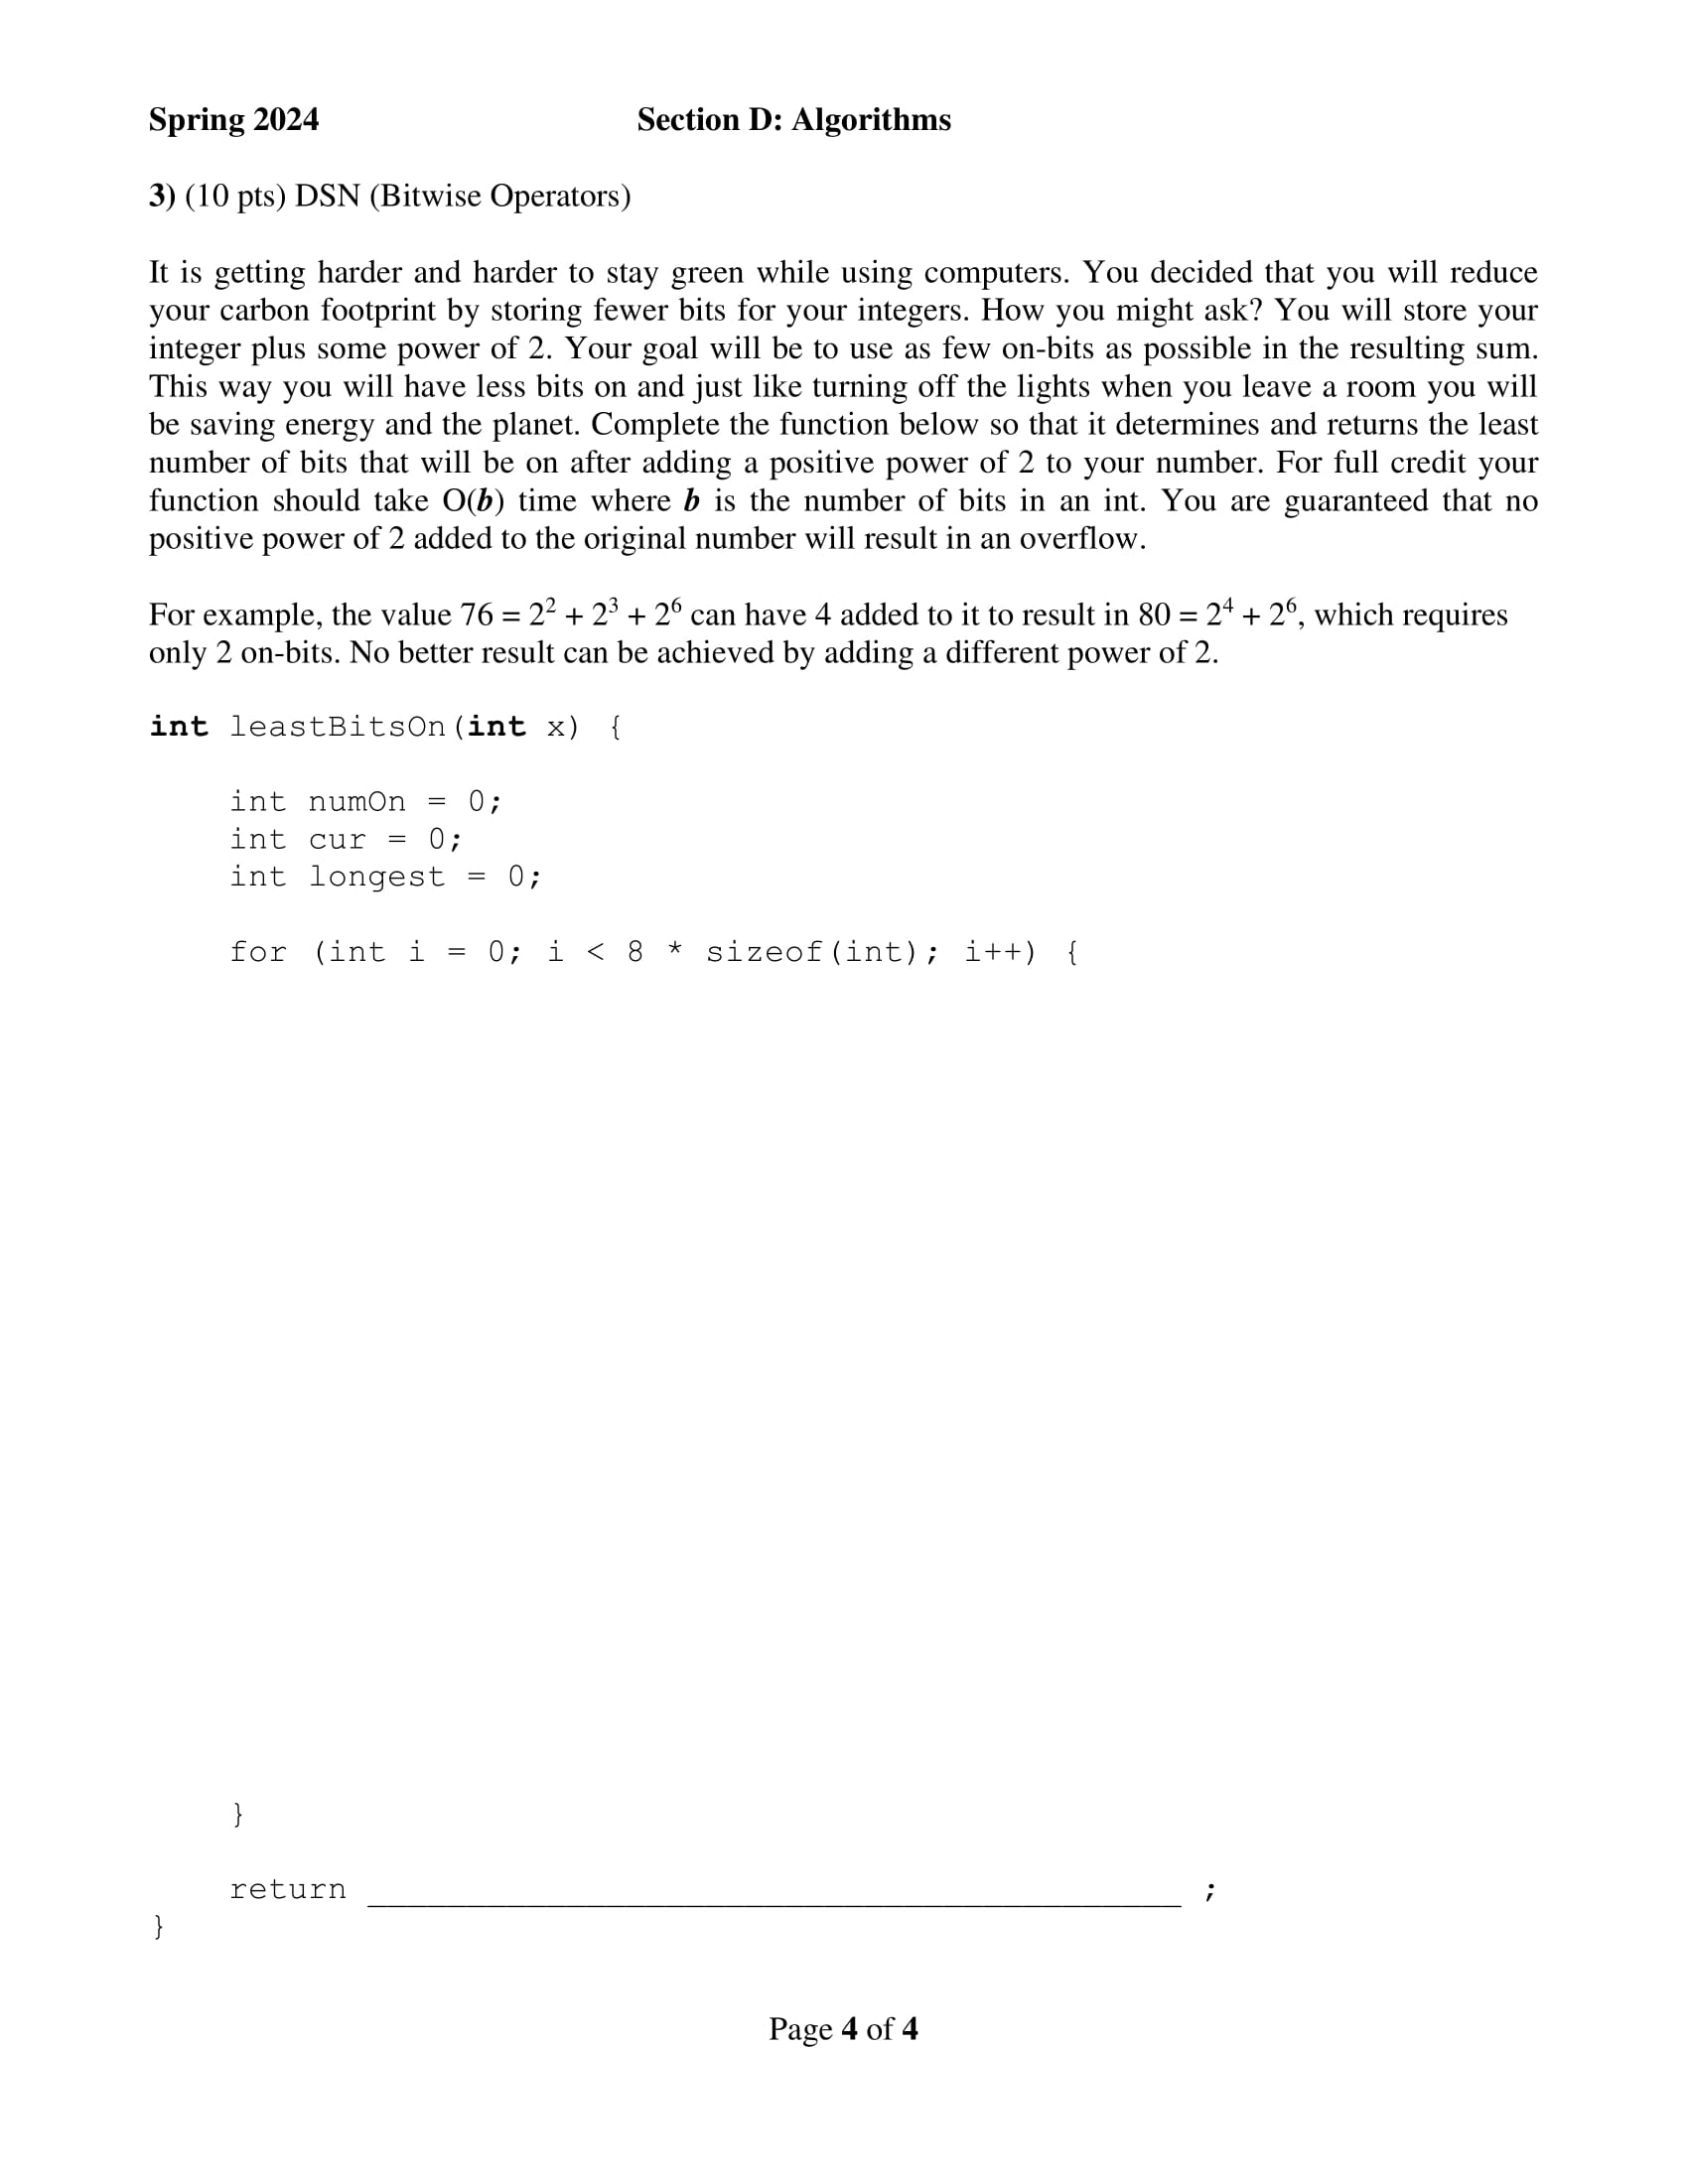 Spring 2024 Section D: Algorithms
3) (10 pts) DSN (Bitwise Operators)
It is getting harder and harder to stay green while using computers. You decided that you will reduce
your carbon footprint by storing fewer bits for your integers. How you might ask? You will store your
integer plus some power of 2. Your goal will be to use as few on-bits as possible in the resulting sum.
This way you will have less bits on and just like turning off the lights when you leave a room you will
be saving energy and the planet. Complete the function below so that it determines and returns the least
number of bits that will be on after adding a positive power of 2 to your number. For full credit your
function should take O(b) time where b is the number of bits in an int. You are guaranteed that no
positive power of 2 added to the original number will result in an overflow.
For example, the value 76 = 2² + 2³ + 2⁶ can have 4 added to it to result in 80 = 2⁴ + 2⁶, which requires
only 2 on-bits. No better result can be achieved by adding a different power of 2.
int leastBitsOn(int x) {
int numOn = 0;
int cur = 0;
int longest = 0;
for (int i = 0; i < 8 * sizeof(int); i++) {
}
return _________________________________________ ;
}
Page 4 of 4